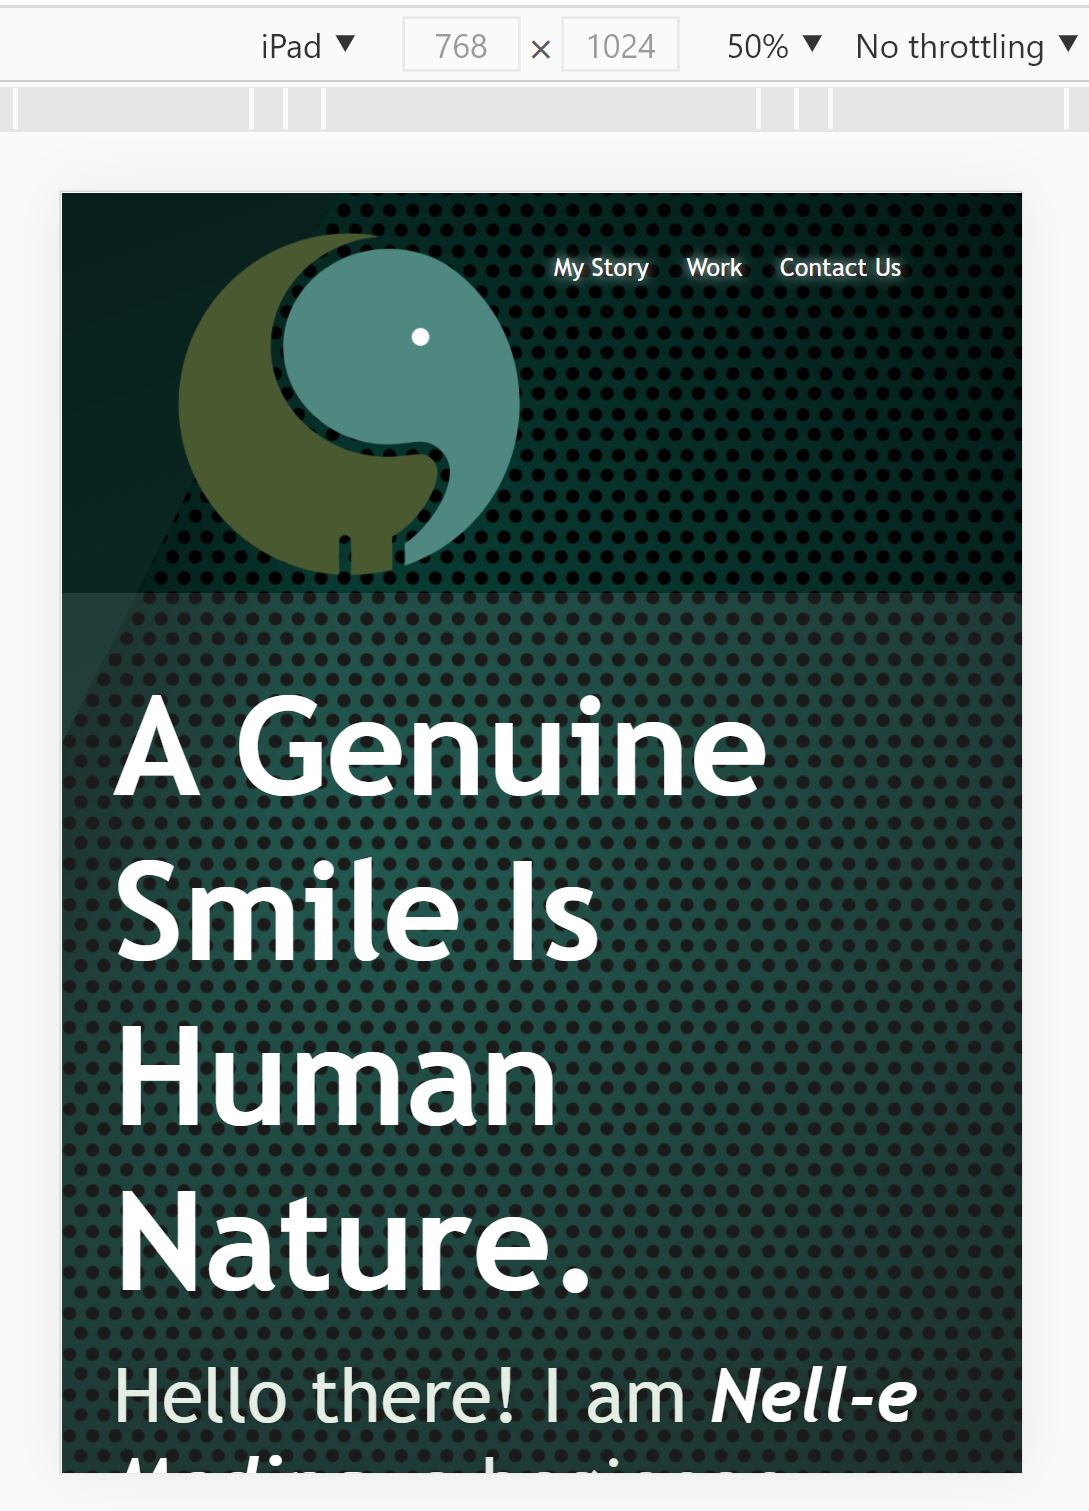 iPad ▼ 768 × 1024 50% ▼ No throttling ▼
My Story Work Contact Us
A Genuine
Smile Is
Human
Nature.
Hello there! I am Nell-e